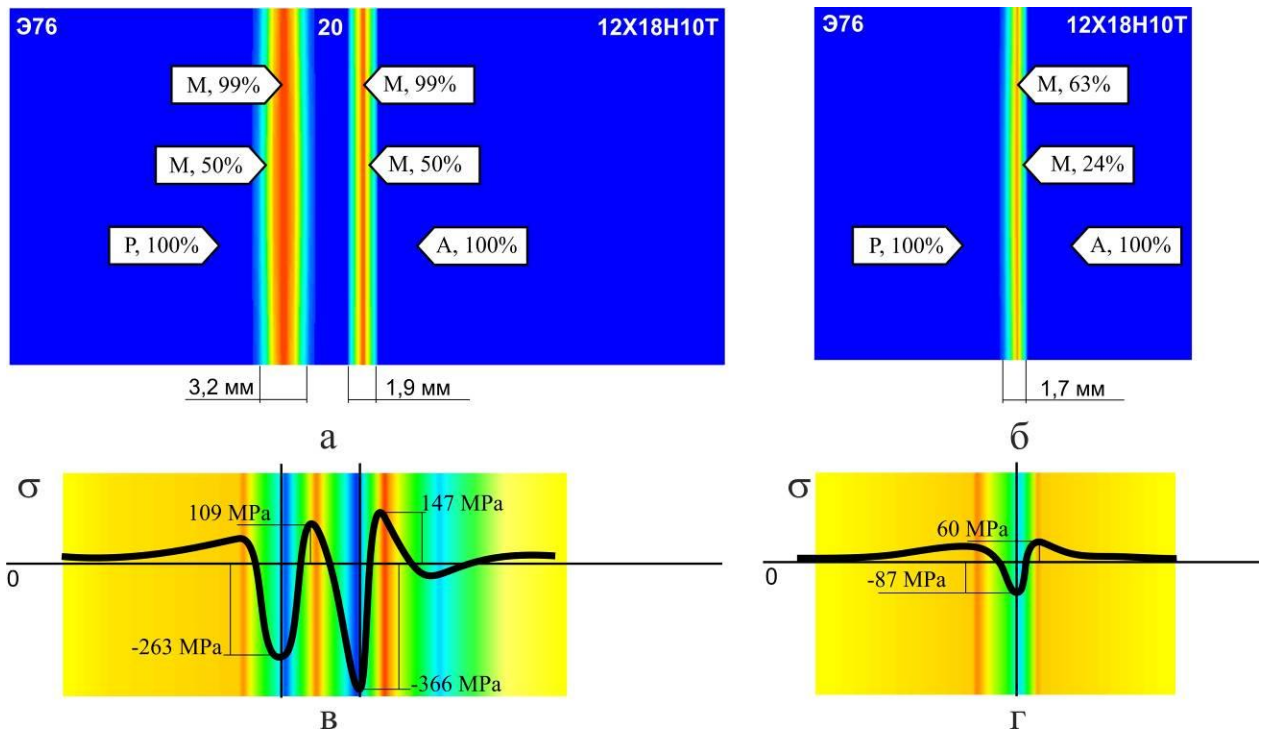 Э76
20
12Х18Н10Т
М, 99%
М, 99%
М, 50%
М, 50%
Р, 100%
А, 100%
3,2 мм
1,9 мм
а
Э76
12Х18Н10Т
М, 63%
М, 24%
Р, 100%
А, 100%
1,7 мм
б
σ
109 MPa
147 MPa
0
-263 MPa
-366 MPa
в
σ
60 MPa
0
-87 MPa
г